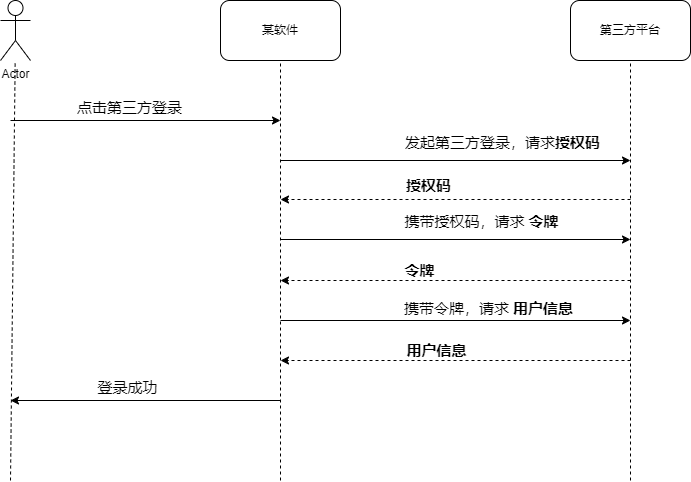 某软件
第三方平台
Actor
点击第三方登录
发起第三方登录，请求授权码
授权码
携带授权码，请求 令牌
令牌
携带令牌，请求 用户信息
用户信息
登录成功